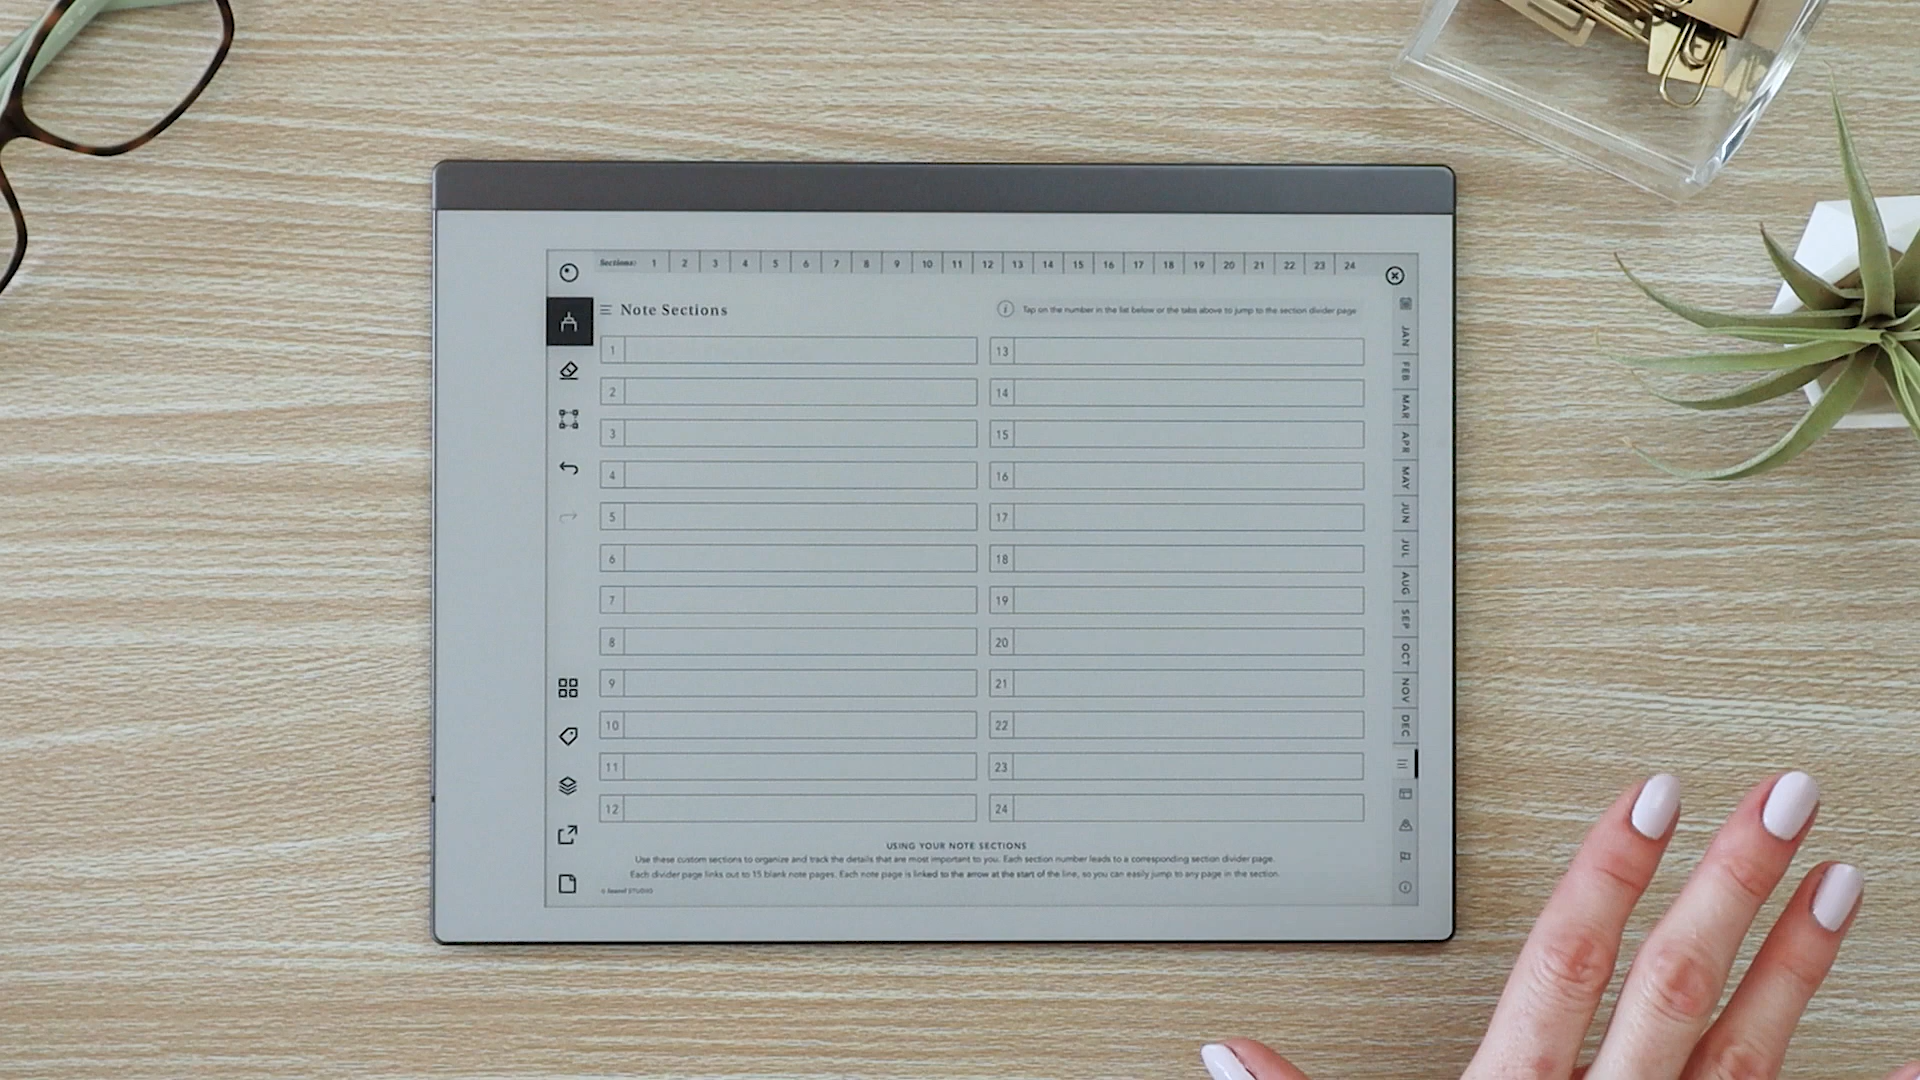 Sections: 1 2 3 4 5 6 7 8 9 10 11 12 13 14 15 16 17 18 19 20 21 22 23 24
Note Sections
i Tap on the number in the list below or the tabs above to jump to the section divider page
1
2
3
4
5
6
7
8
9
10
11
12
13
14
15
16
17
18
19
20
21
22
23
24
USING YOUR NOTE SECTIONS
Use these custom sections to organize and track the details that are most important to you. Each section number leads to a corresponding section divider page.
Each divider page links out to 15 blank note pages. Each note page is linked to the arrow at the start of the line, so you can easily jump to any page in the section.
© bound STUDIO
JAN
FEB
MAR
APR
MAY
JUN
JUL
AUG
SEP
OCT
NOV
DEC